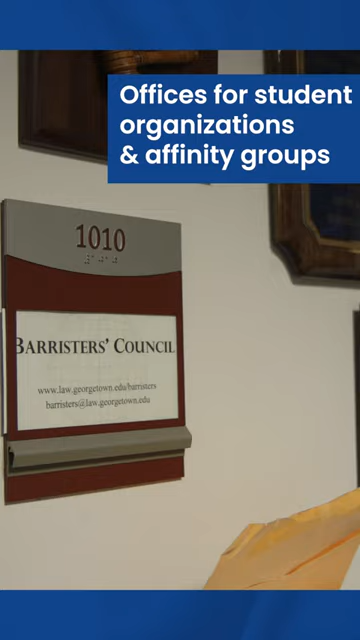 Offices for student
organizations
& affinity groups
1010
BARRISTERS' COUNCIL
www.law.georgetown.edu/barristers
barristers@law.georgetown.edu